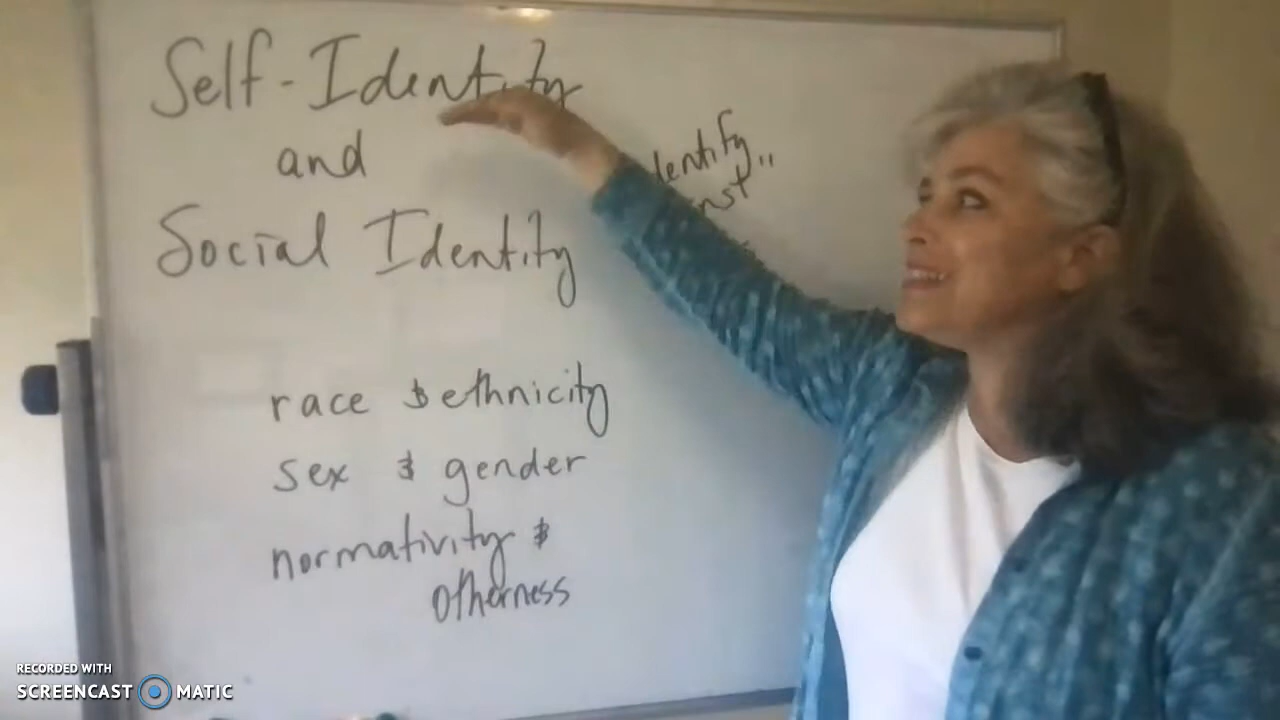 Self-Identity
and
Social Identity
race & ethnicity
sex & gender
normativity &
Otherness
RECORDED WITH
SCREENCAST MATIC